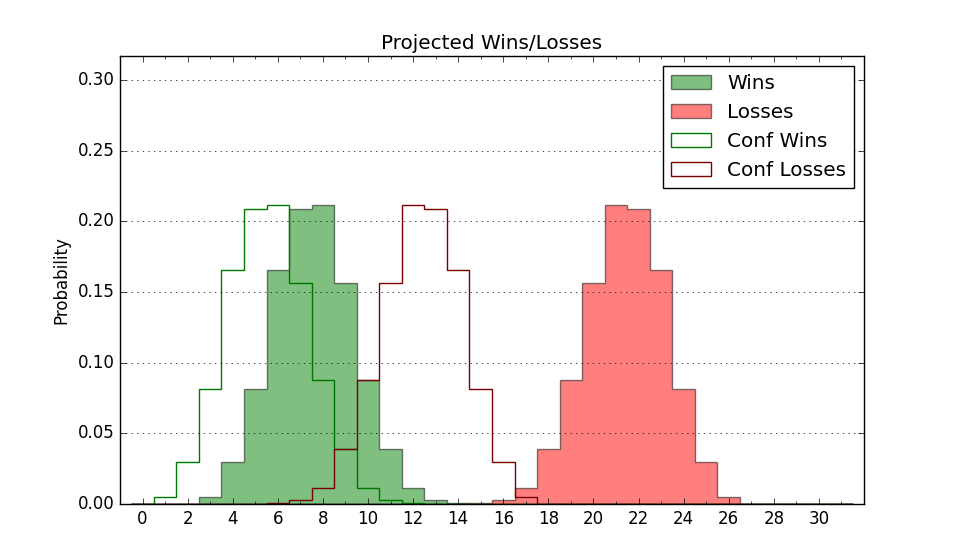 Projected Wins/Losses
0.30
0.25
0.20
0.15
0.10
0.05
0.00
Probability
Wins
Losses
Conf Wins
Conf Losses
0 2 4 6 8 10 12 14 16 18 20 22 24 26 28 30